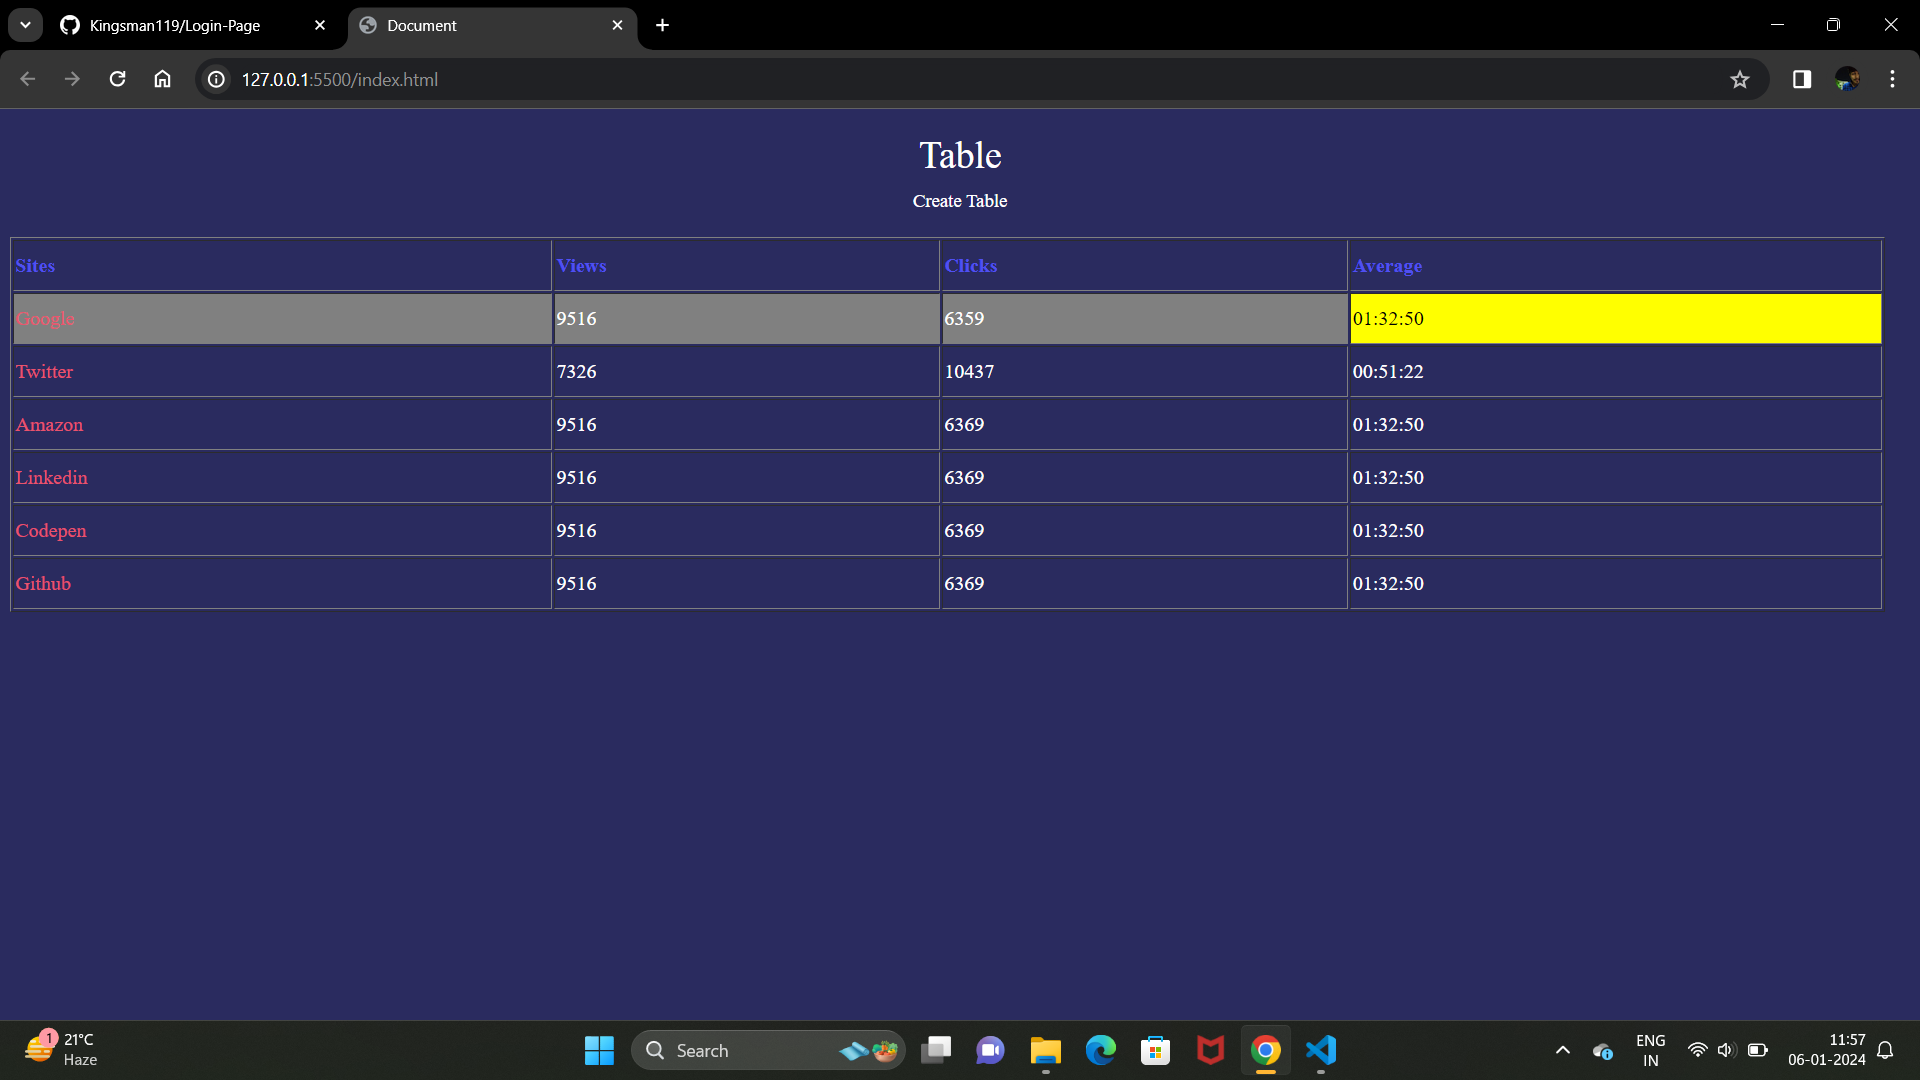 Kingsman119/Login-Page
Document
127.0.0.1:5500/index.html
Table
Create Table
Sites Views Clicks Average
Google 9516 6359 01:32:50
Twitter 7326 10437 00:51:22
Amazon 9516 6369 01:32:50
Linkedin 9516 6369 01:32:50
Codepen 9516 6369 01:32:50
Github 9516 6369 01:32:50
1
21°C
Haze
Search
ENG
IN
11:57
06-01-2024